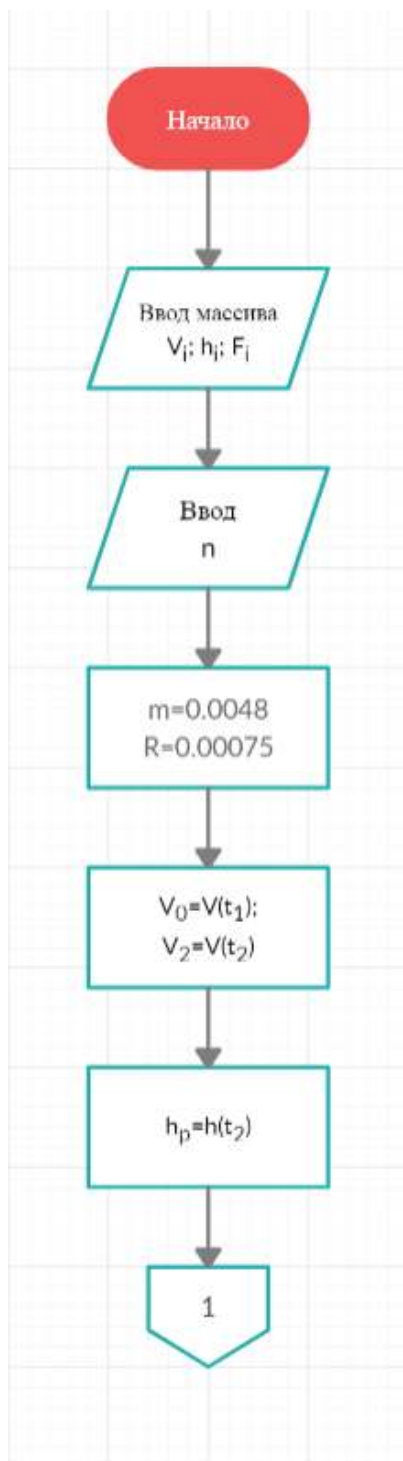 Начало
Ввод массива
Vᵢ; hᵢ; Fᵢ
Ввод
n
m=0.0048
R=0.00075
V₀=V(t₁);
V₂=V(t₂)
hₚ=h(t₂)
1